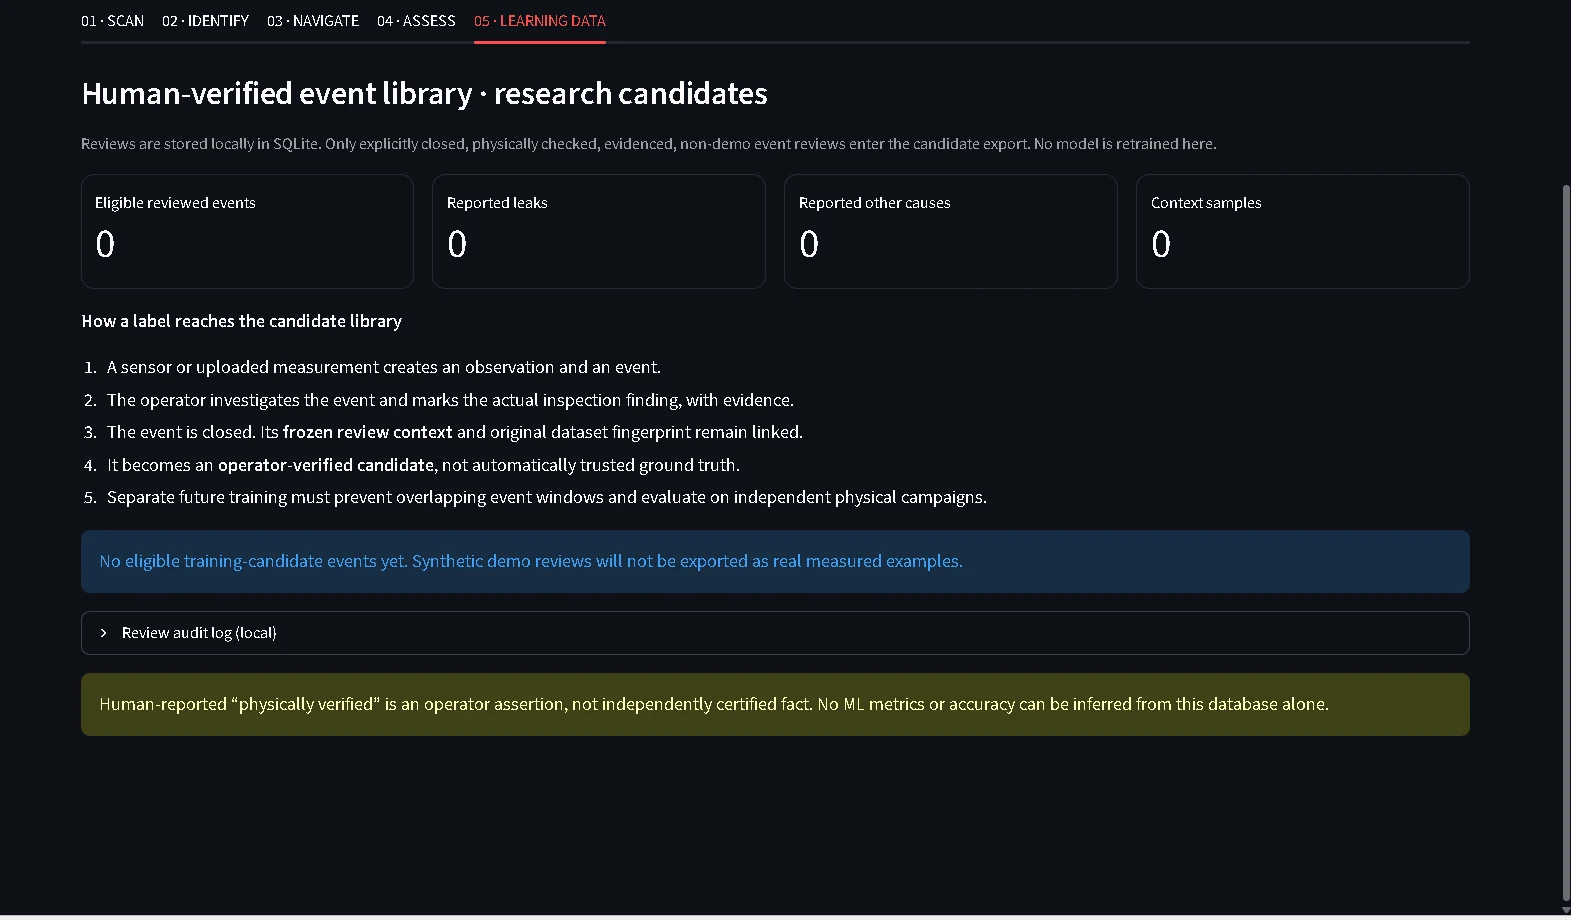 01 · SCAN 02 · IDENTIFY 03 · NAVIGATE 04 · ASSESS 05 · LEARNING DATA
Human-verified event library · research candidates
Reviews are stored locally in SQLite. Only explicitly closed, physically checked, evidenced, non-demo event reviews enter the candidate export. No model is retrained here.
Eligible reviewed events
0
Reported leaks
0
Reported other causes
0
Context samples
0
How a label reaches the candidate library
1. A sensor or uploaded measurement creates an observation and an event.
2. The operator investigates the event and marks the actual inspection finding, with evidence.
3. The event is closed. Its frozen review context and original dataset fingerprint remain linked.
4. It becomes an operator-verified candidate, not automatically trusted ground truth.
5. Separate future training must prevent overlapping event windows and evaluate on independent physical campaigns.
No eligible training-candidate events yet. Synthetic demo reviews will not be exported as real measured examples.
Review audit log (local)
Human-reported “physically verified” is an operator assertion, not independently certified fact. No ML metrics or accuracy can be inferred from this database alone.